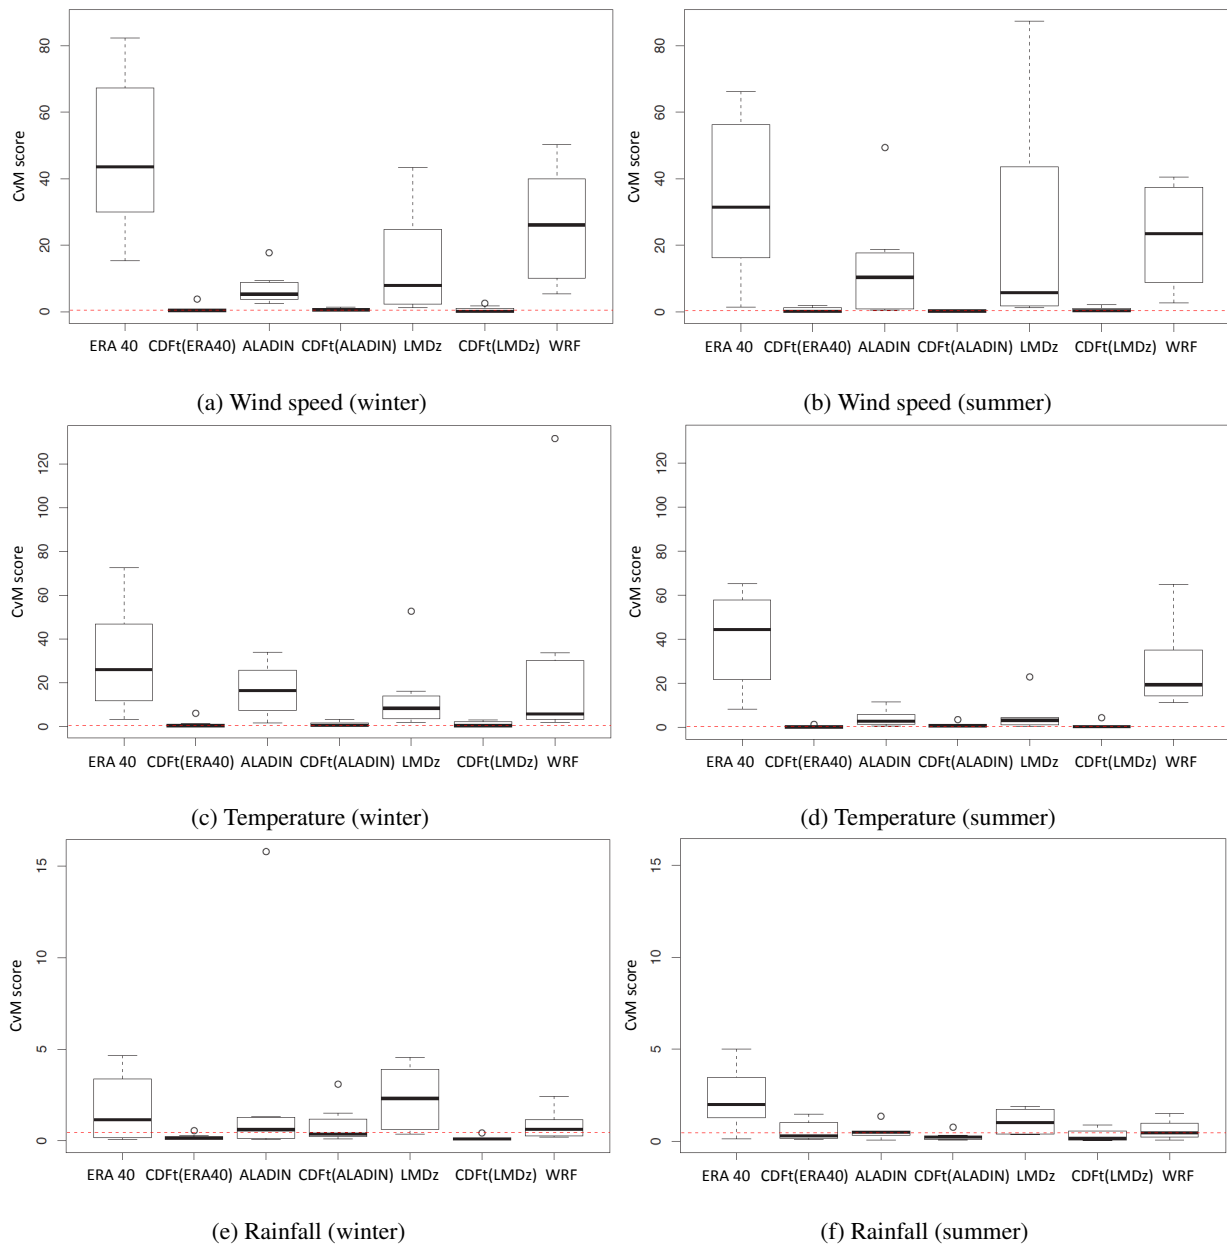 80
60
40
20
0
CvM score
ERA 40 CDFt(ERA40) ALADIN CDFt(ALADIN) LMDz CDFt(LMDz) WRF
(a) Wind speed (winter)
80
60
40
20
0
CvM score
ERA 40 CDFt(ERA40) ALADIN CDFt(ALADIN) LMDz CDFt(LMDz) WRF
(b) Wind speed (summer)
120
100
80
60
40
20
0
CvM score
ERA 40 CDFt(ERA40) ALADIN CDFt(ALADIN) LMDz CDFt(LMDz) WRF
(c) Temperature (winter)
120
100
80
60
40
20
0
CvM score
ERA 40 CDFt(ERA40) ALADIN CDFt(ALADIN) LMDz CDFt(LMDz) WRF
(d) Temperature (summer)
15
10
5
0
CvM score
ERA 40 CDFt(ERA40) ALADIN CDFt(ALADIN) LMDz CDFt(LMDz) WRF
(e) Rainfall (winter)
15
10
5
0
CvM score
ERA 40 CDFt(ERA40) ALADIN CDFt(ALADIN) LMDz CDFt(LMDz) WRF
(f) Rainfall (summer)